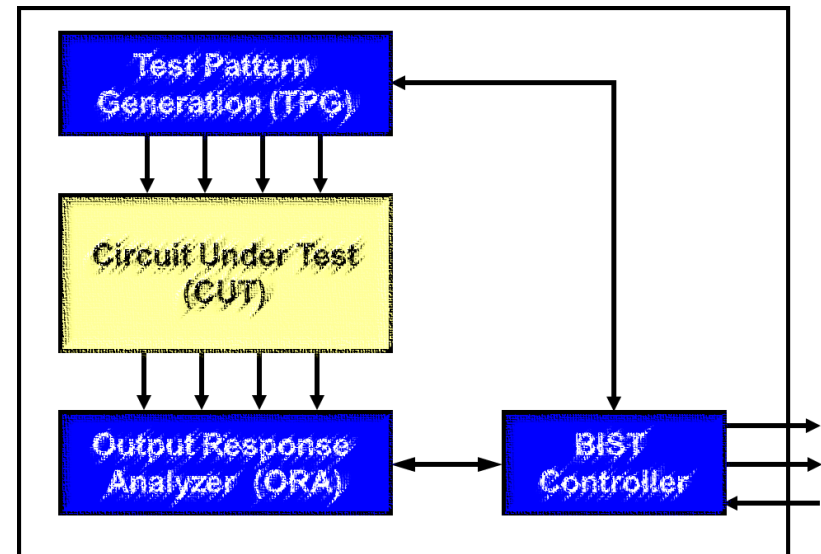 Test Pattern
Generation (TPG)
Circuit Under Test
(CUT)
Output Response
Analyzer (ORA)
BIST
Controller